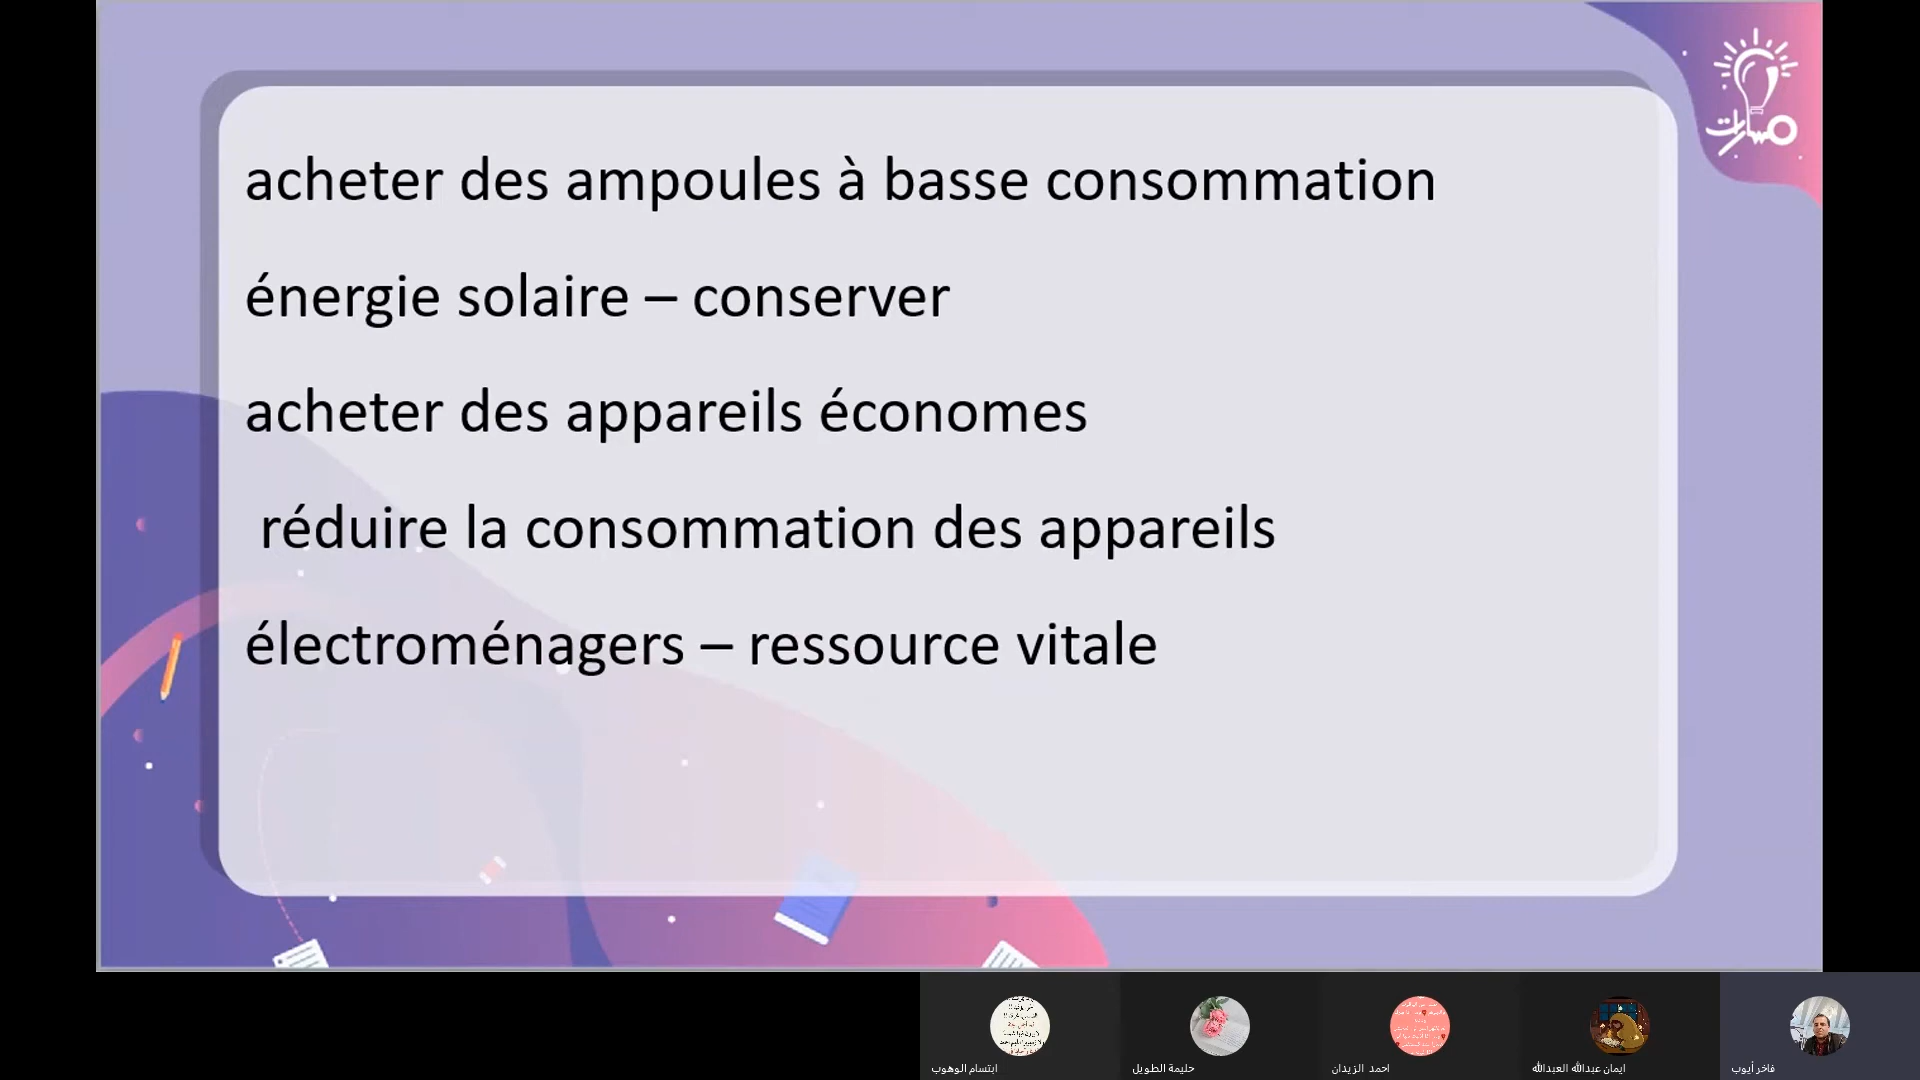 مسارات
acheter des ampoules à basse consommation
énergie solaire – conserver
acheter des appareils économes
réduire la consommation des appareils
électroménagers – ressource vitale
ابتسام الوهوب
حليمة الطويل
احمد الزيدان
ايمان عبدالله العبدالله
فاخر أيوب